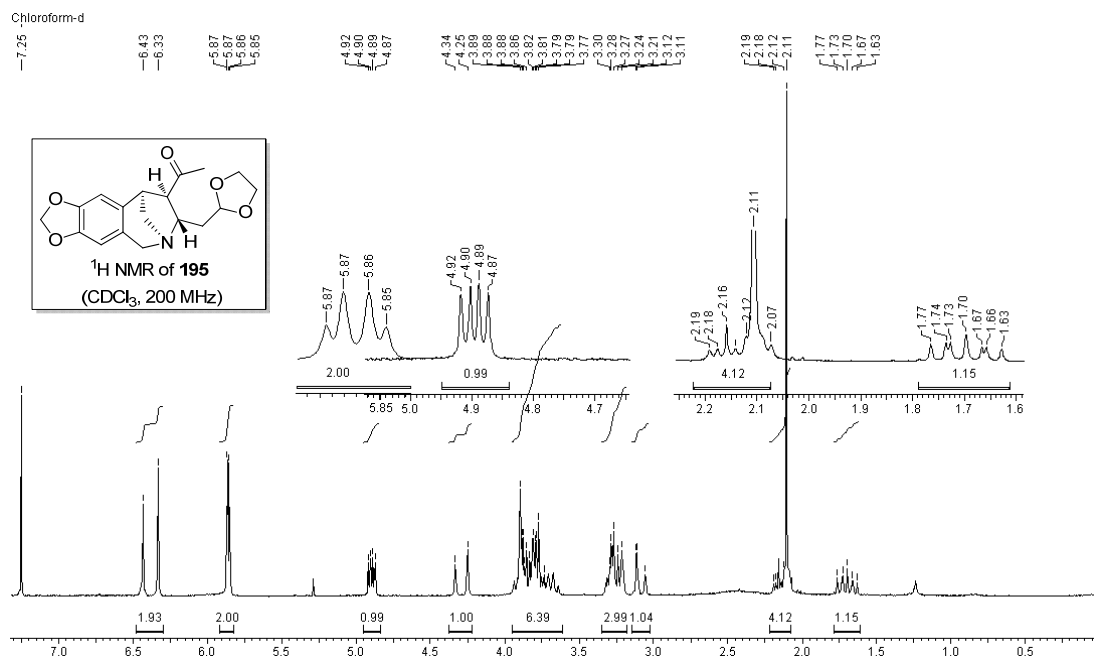 Chloroform-d
7.25 6.43 6.33 5.87 5.87 5.86 5.85 4.92 4.90 4.89 4.87 4.34 4.25 3.89 3.88 3.88 3.86 3.82 3.81 3.79 3.79 3.77 3.30 3.28 3.27 3.24 3.21 3.12 3.11 2.19 2.18 2.12 2.11 1.77 1.73 1.70 1.67 1.63
O
H
O
O
O
O
N
H
¹H NMR of 195
(CDCl₃, 200 MHz)
5.87 5.87 5.86 5.85
4.92 4.90 4.89 4.87
2.19 2.18 2.16 2.12 2.11 2.07
1.77 1.74 1.73 1.70 1.67 1.66 1.63
2.00 0.99 4.12 1.15
5.85 5.0 4.9 4.8 4.7 2.2 2.1 2.0 1.9 1.8 1.7 1.6
1.93 2.00 0.99 1.00 6.39 2.99 1.04 4.12 1.15
7.0 6.5 6.0 5.5 5.0 4.5 4.0 3.5 3.0 2.5 2.0 1.5 1.0 0.5 0.0